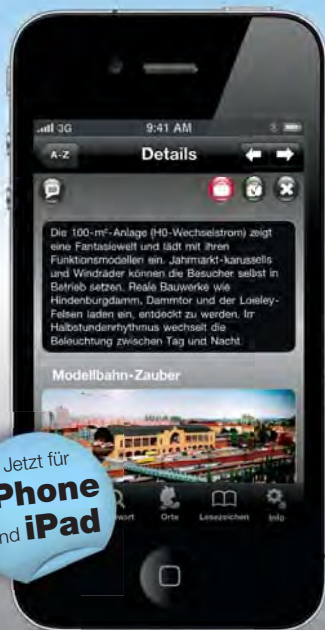 3G 9:41 AM
A-Z Details
Die 100-m²-Anlage (H0-Wechselstrom) zeigt
eine Fantasiewelt und lädt mit ihren
Funktionsmodellen ein. Jahrmarkt-karussells
und Windräder können die Besucher selbst in
Betrieb setzen. Reale Bauwerke wie
Hindenburgdamm, Dammtor und der Loieley-
Felsen laden ein, entdeckt zu werden. Im
Halbstundenrhythmus wechselt die
Beleuchtung zwischen Tag und Nacht
Modellbahn-Zauber
Jetzt für
iPhone
und iPad
Orte Lesezeichen Info